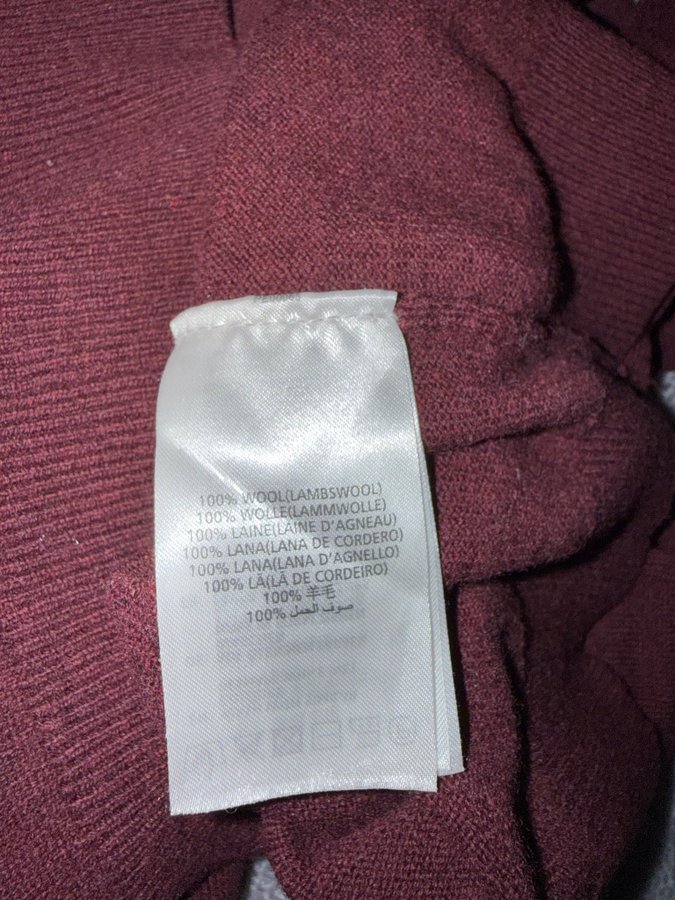 100% WOOL(LAMBSWOOL)
100% WOLLE(LAMMWOLLE)
100% LAINE(LAINE D'AGNEAU)
100% LANA(LANA DE CORDERO)
100% LANA(LANA D'AGNELLO)
100% LÃ(LÃ DE CORDEIRO)
100% 羊毛
100% صوف الحمل